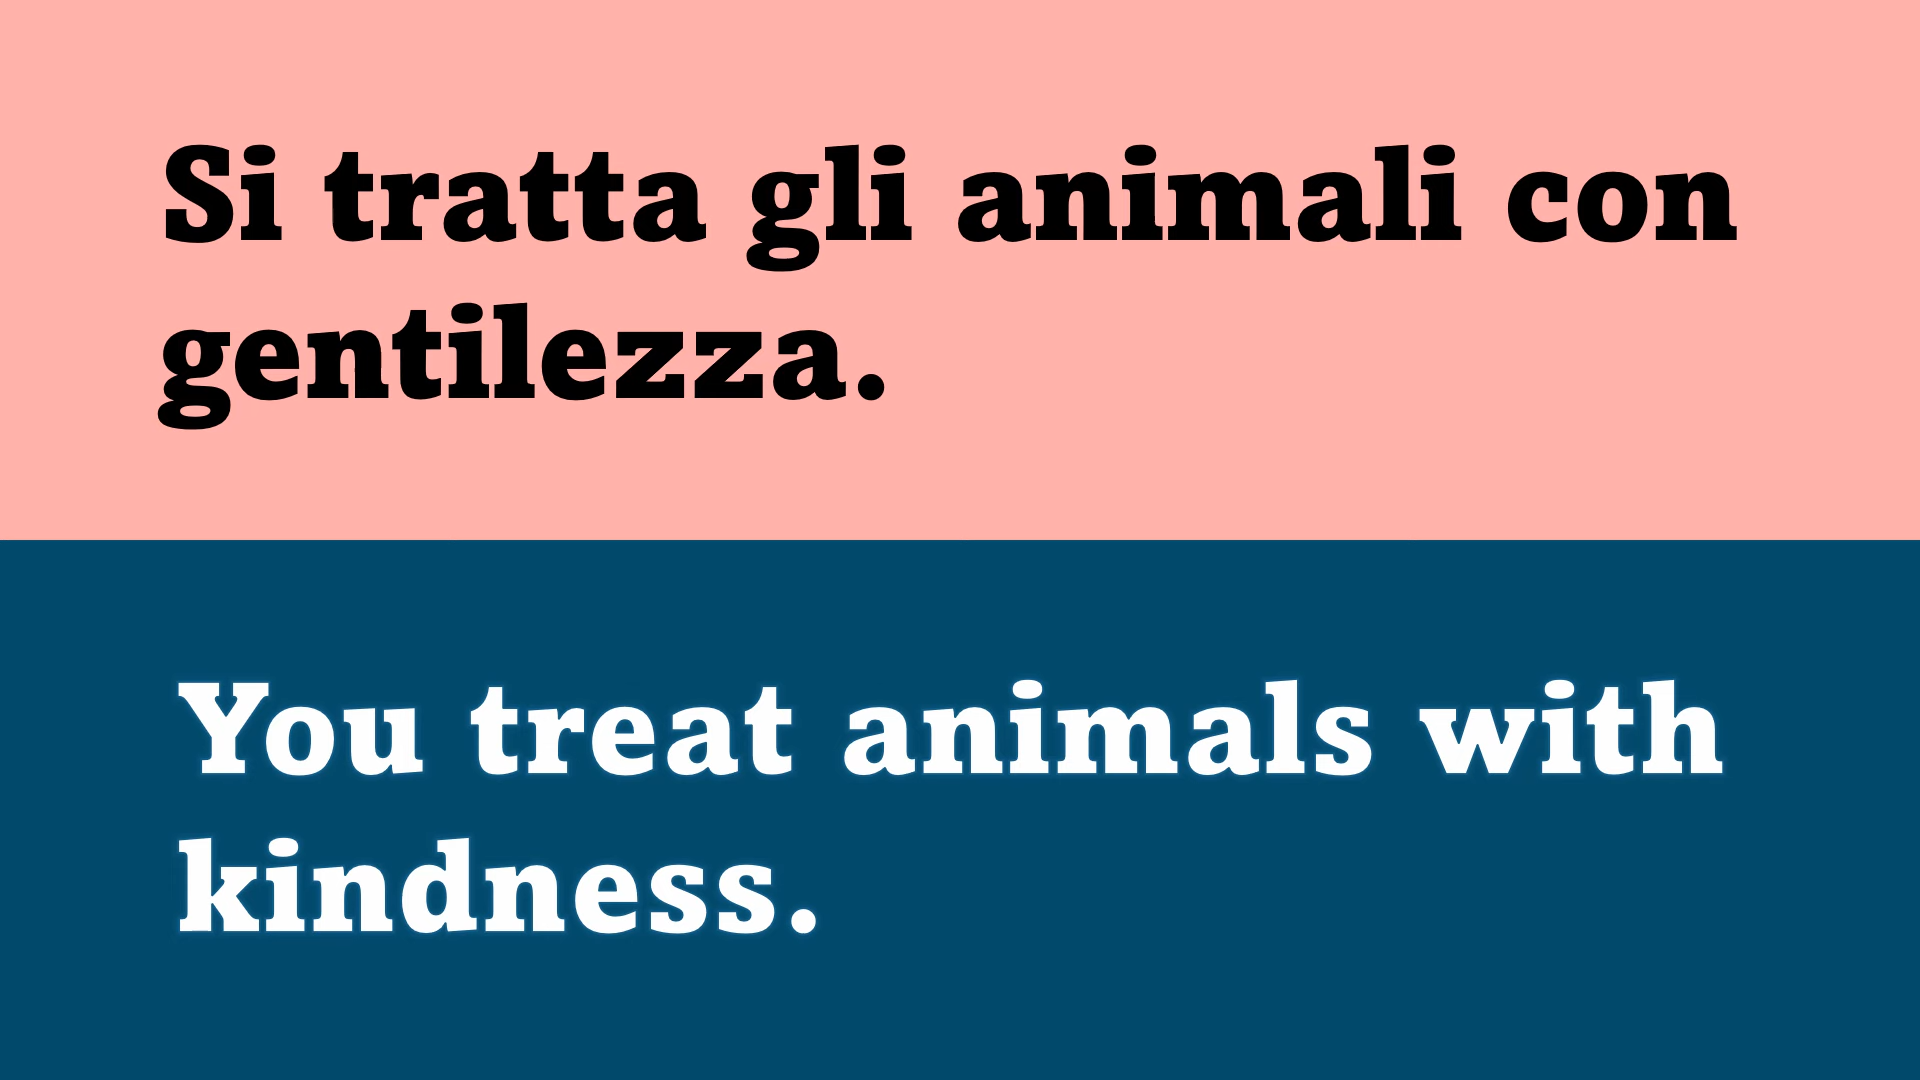 Si tratta gli animali con
gentilezza.
You treat animals with
kindness.